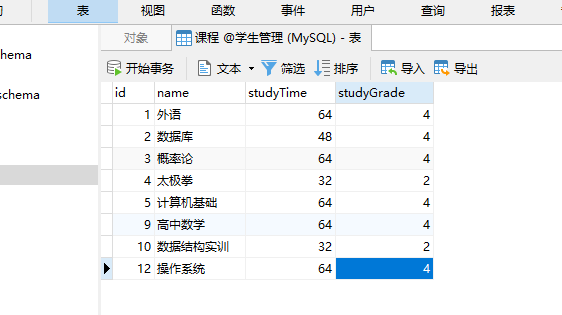 的 表 视图 函数 事件 用户 查询 报表
schema 对象 课程 @学生管理 (MySQL) - 表
schema 开始事务 文本 筛选 排序 导入 导出
id name studyTime studyGrade
1 外语 64 4
2 数据库 48 4
3 概率论 64 4
4 太极拳 32 2
5 计算机基础 64 4
9 高中数学 64 4
10 数据结构实训 32 2
12 操作系统 64 4